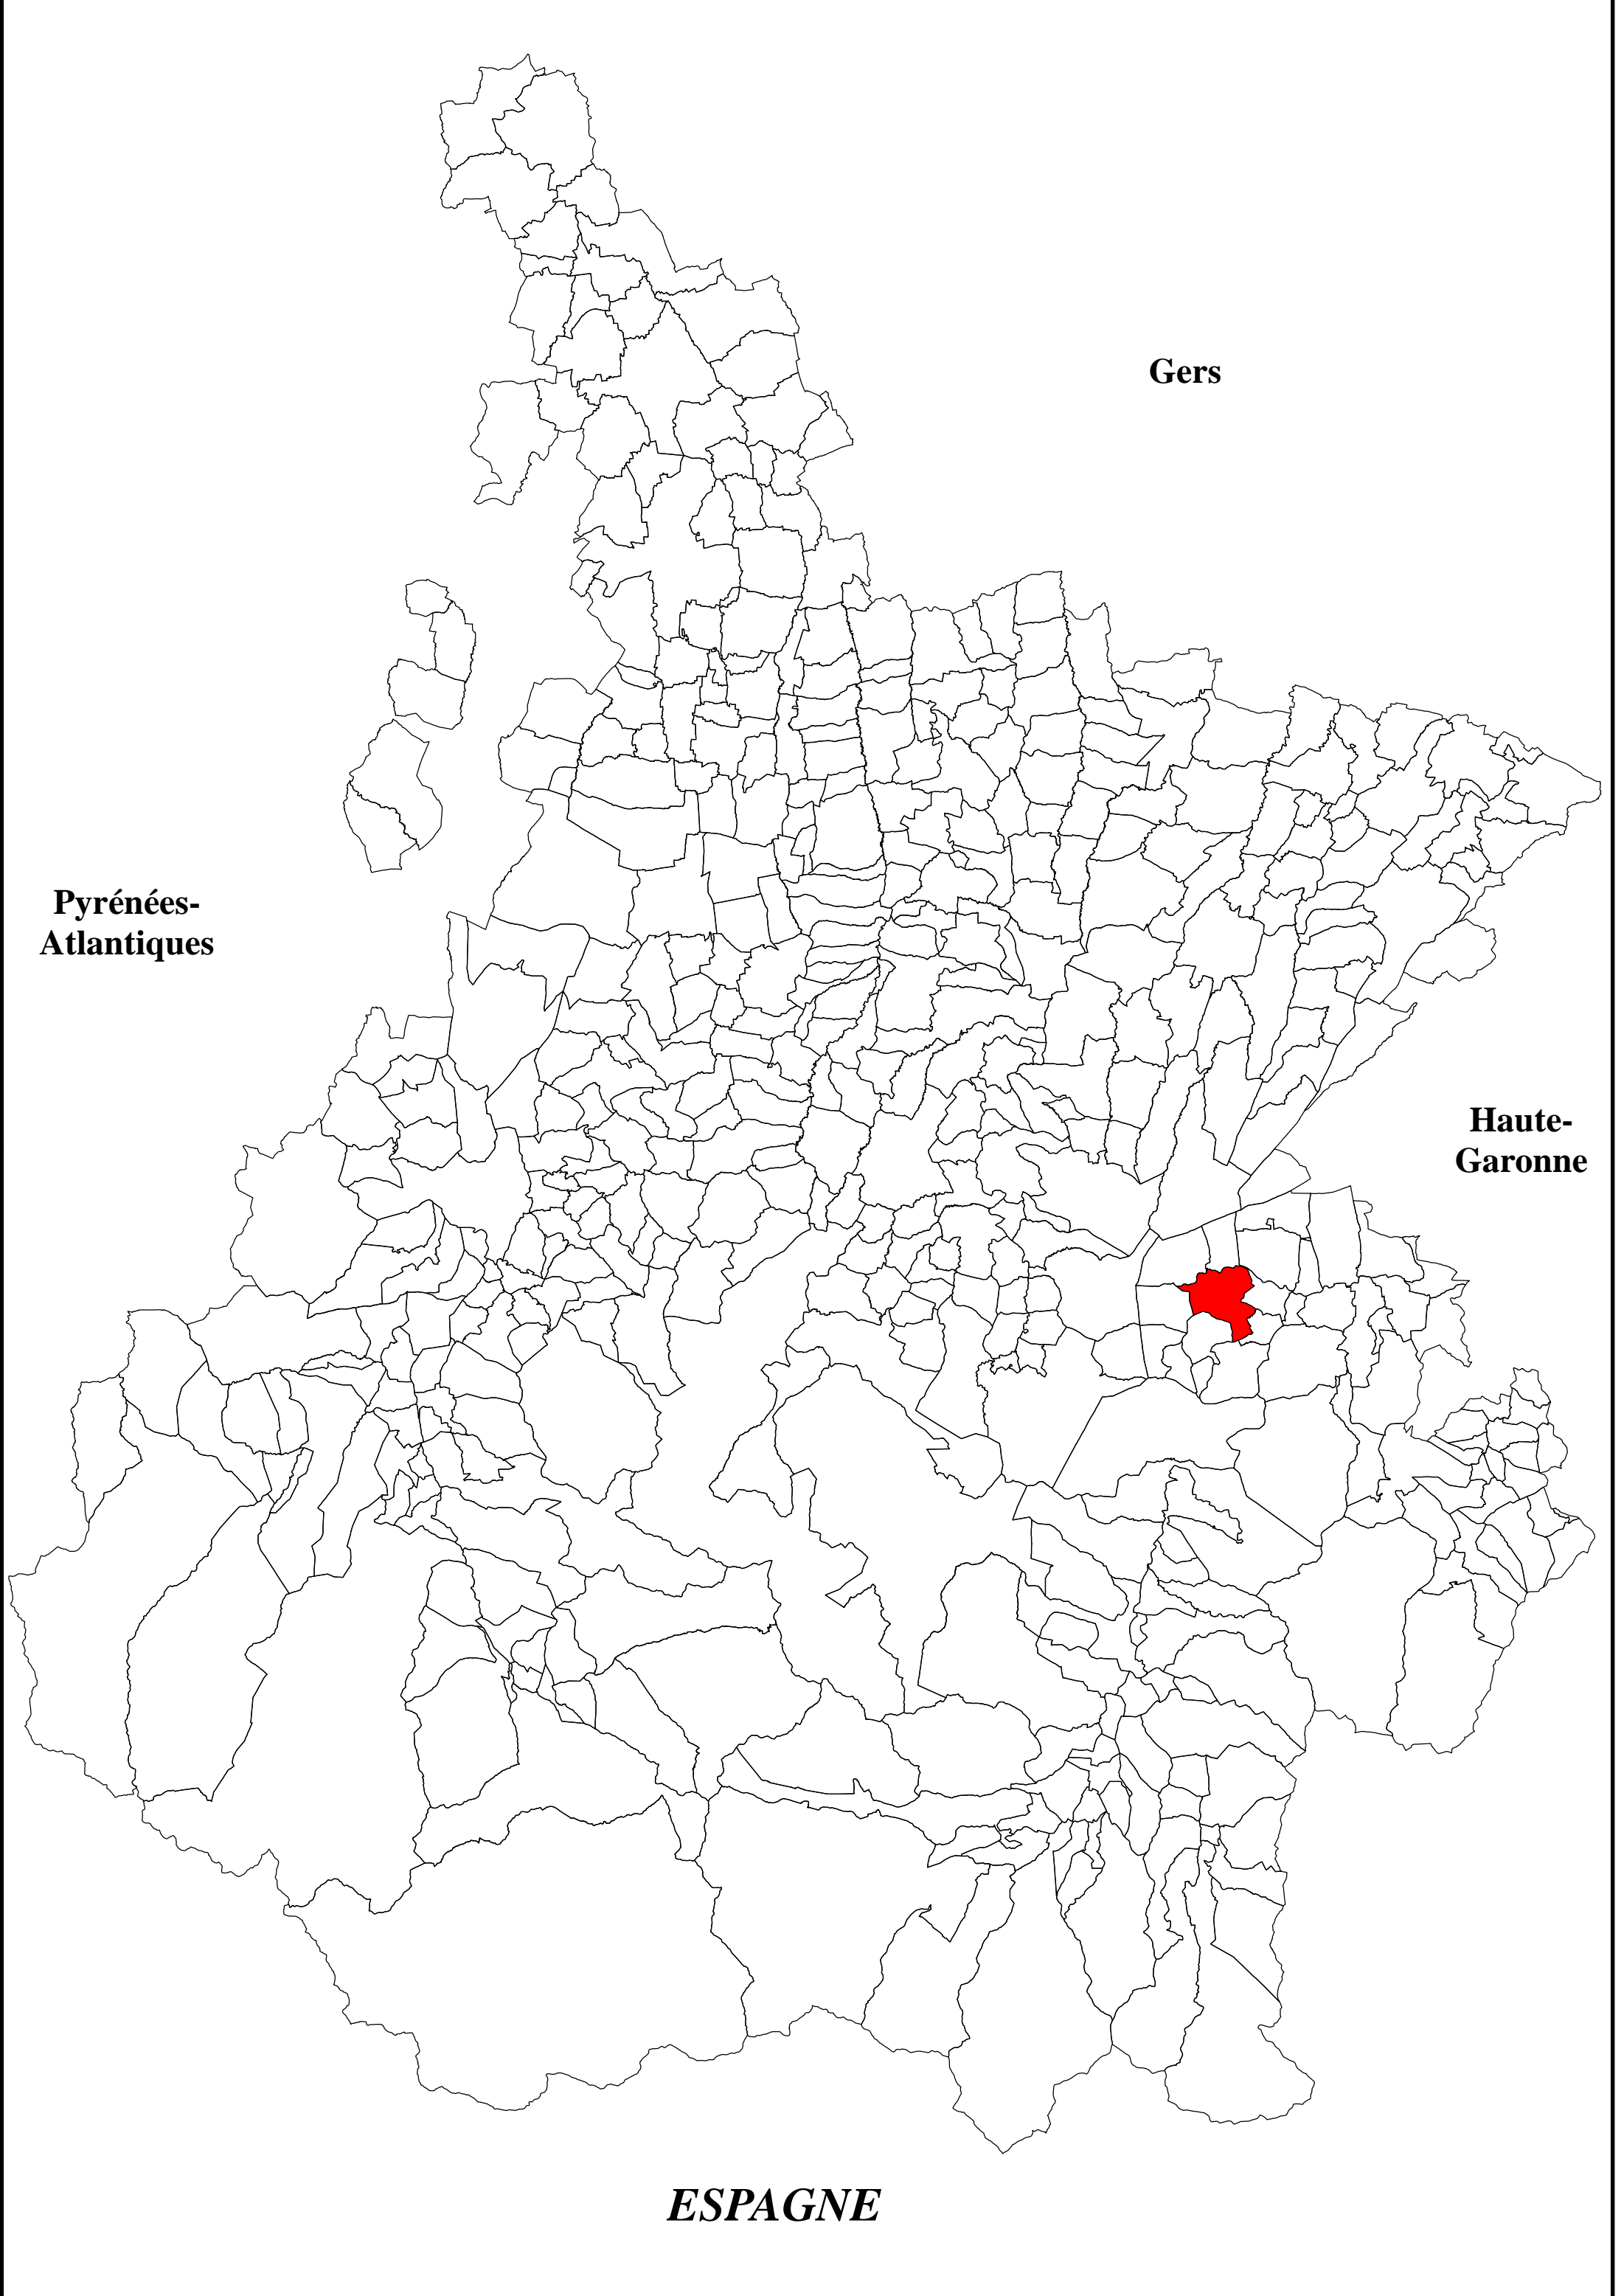 Gers
Pyrénées-
Atlantiques
Haute-
Garonne
ESPAGNE